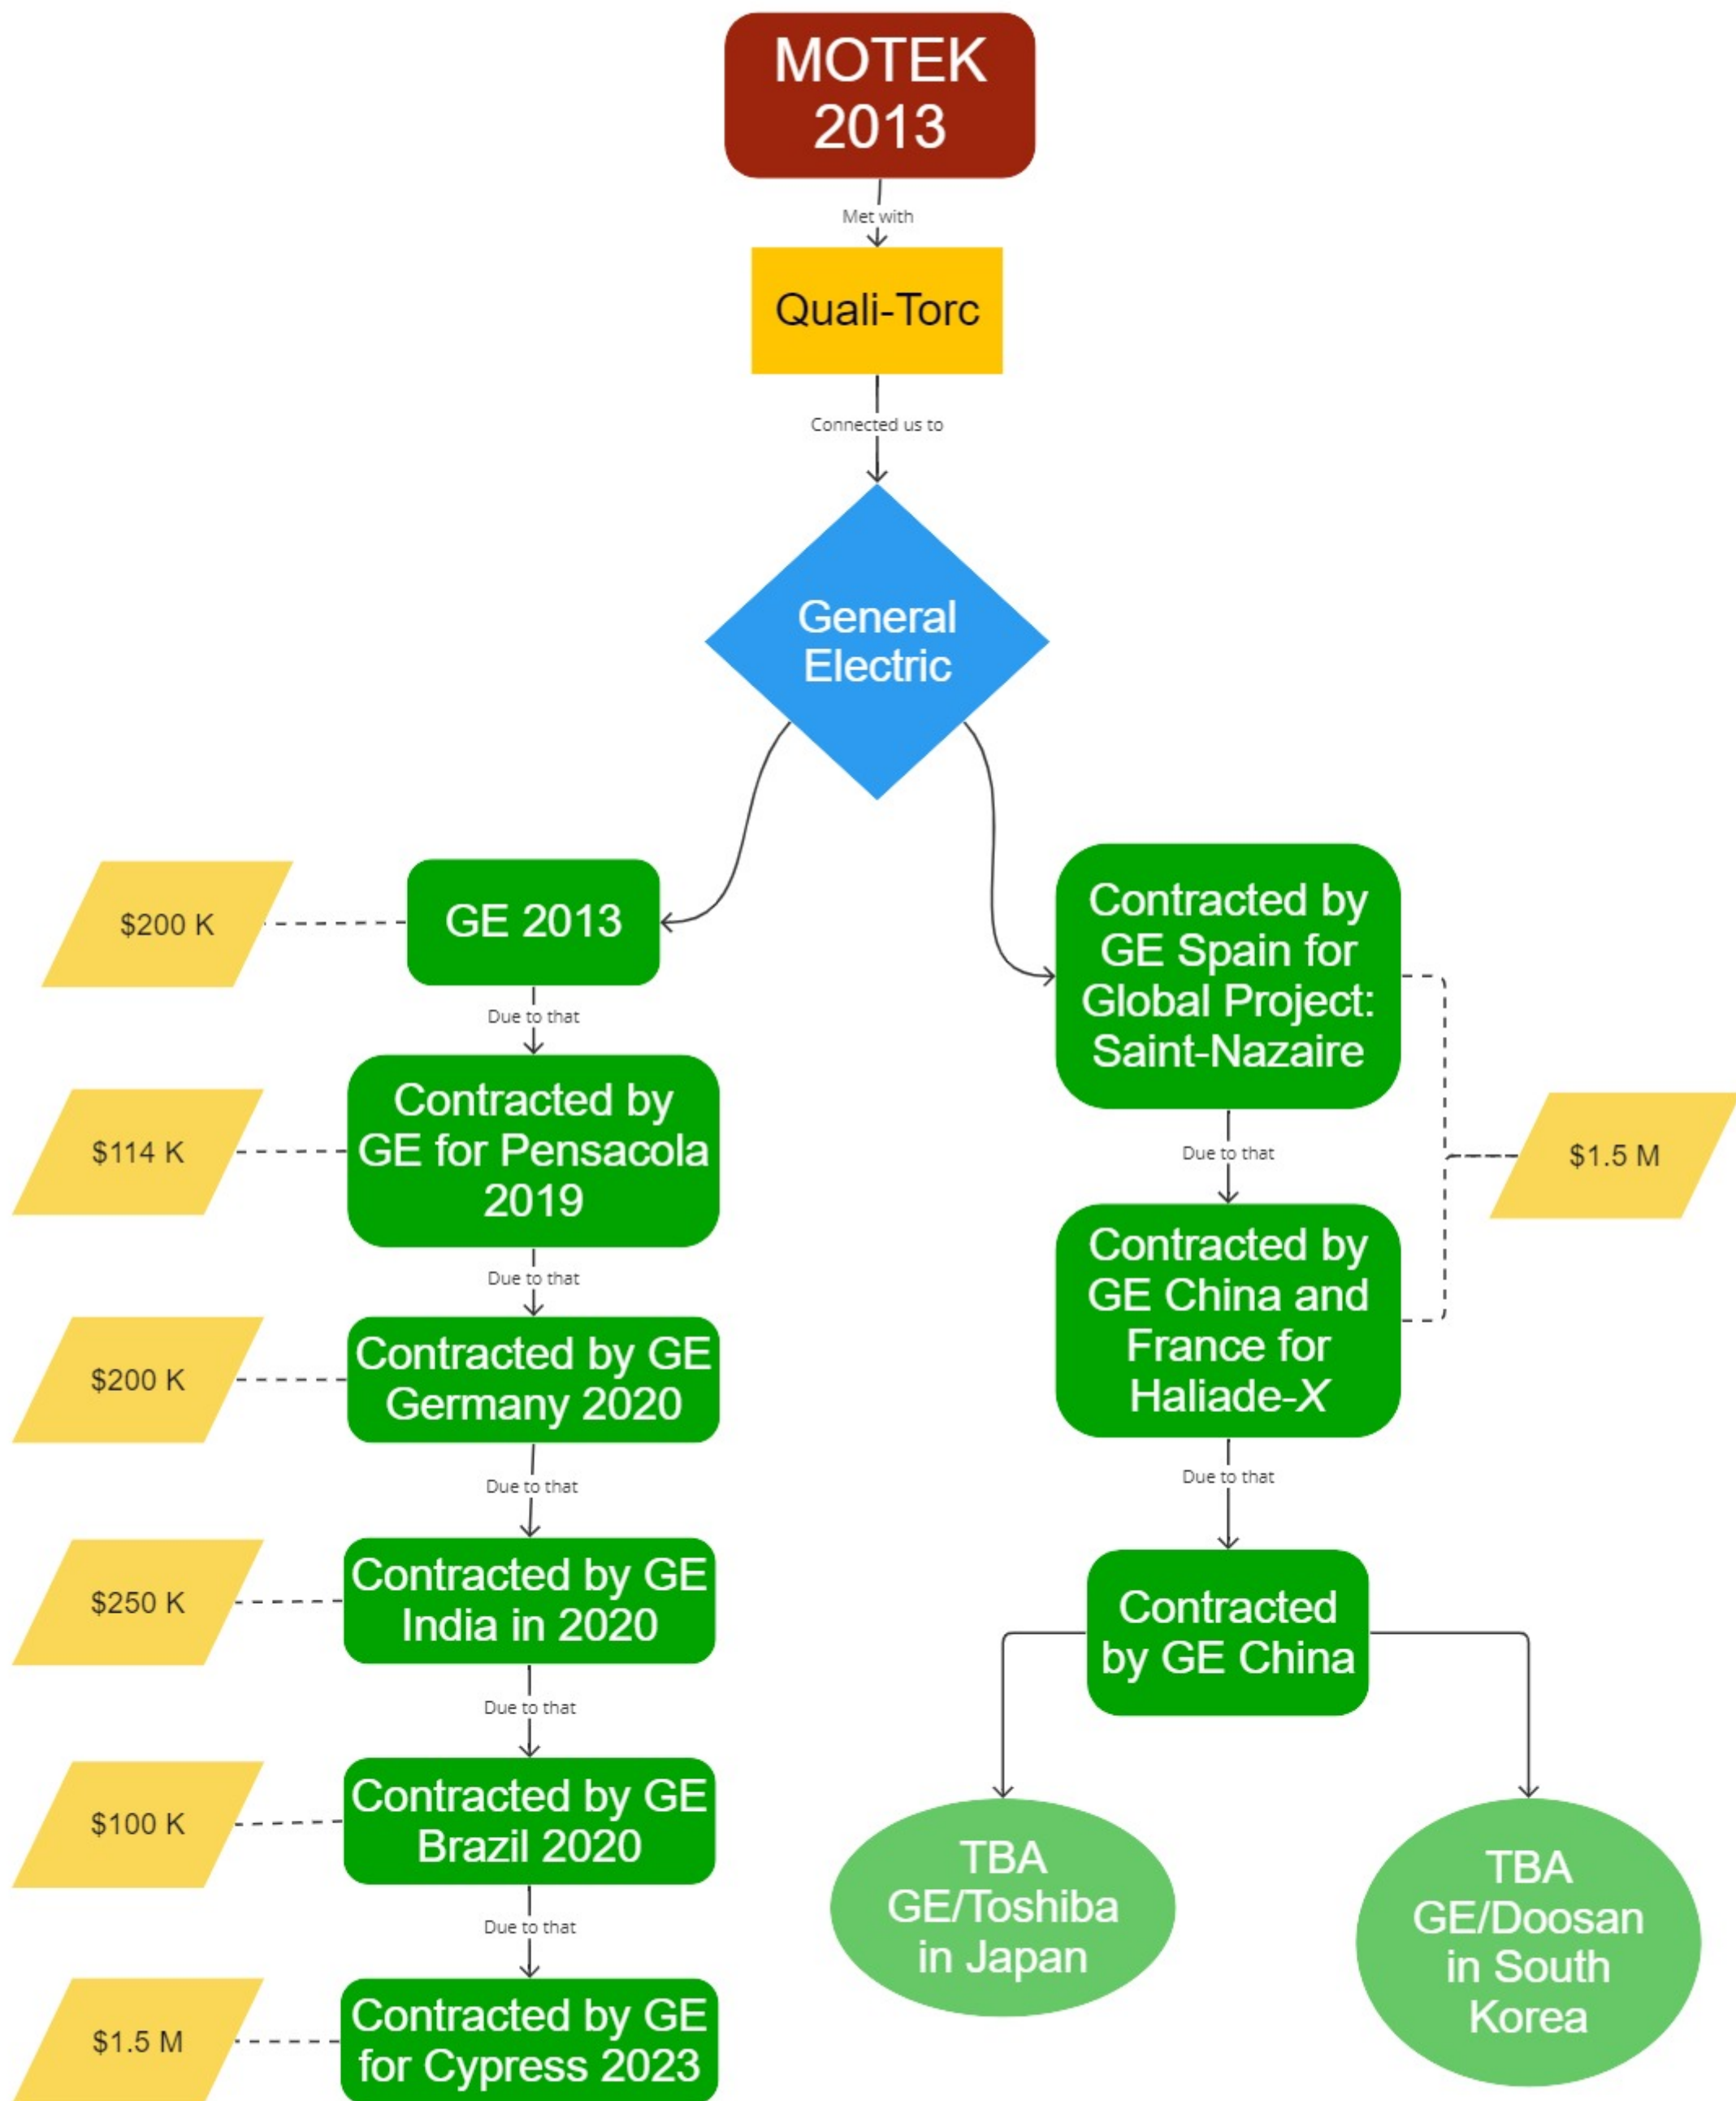 MOTEK
2013
Met with
Quali-Torc
Connected us to
General
Electric
$200 K
GE 2013
Due to that
$114 K
Contracted by
GE for Pensacola
2019
Due to that
$200 K
Contracted by GE
Germany 2020
Due to that
$250 K
Contracted by GE
India in 2020
Due to that
$100 K
Contracted by GE
Brazil 2020
Due to that
$1.5 M
Contracted by GE
for Cypress 2023
Contracted by
GE Spain for
Global Project:
Saint-Nazaire
Due to that
$1.5 M
Contracted by
GE China and
France for
Haliade-X
Due to that
Contracted
by GE China
TBA
GE/Toshiba
in Japan
TBA
GE/Doosan
in South
Korea